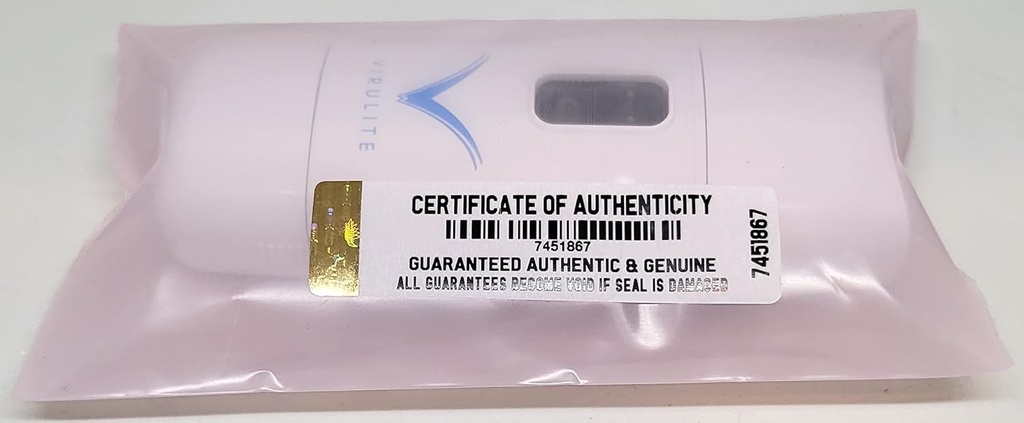 VIRULITE
CERTIFICATE OF AUTHENTICITY
7451867
GUARANTEED AUTHENTIC & GENUINE
ALL GUARANTEES BECOME VOID IF SEAL IS DAMAGED
7451867